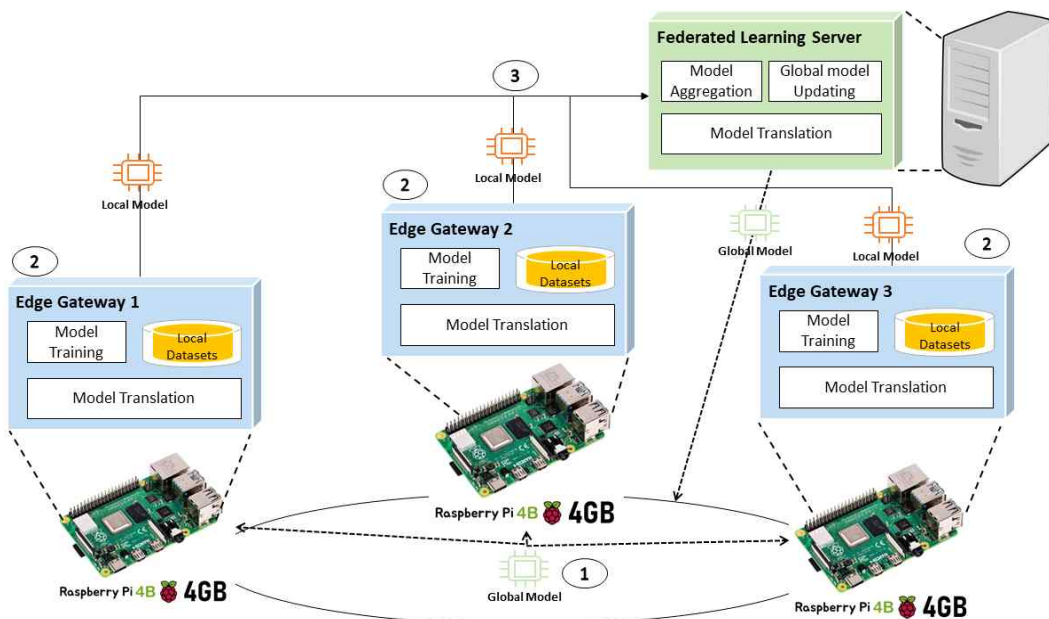 Federated Learning Server
Model
Aggregation
Global model
Updating
Model Translation
3
Local Model
Local Model
2
Edge Gateway 2
Model
Training
Local
Datasets
Model Translation
Global Model
Local Model
2
2
Edge Gateway 1
Model
Training
Local
Datasets
Model Translation
Edge Gateway 3
Model
Training
Local
Datasets
Model Translation
Raspberry Pi 4B 4GB
1
Global Model
Raspberry Pi 4B 4GB
Raspberry Pi 4B 4GB